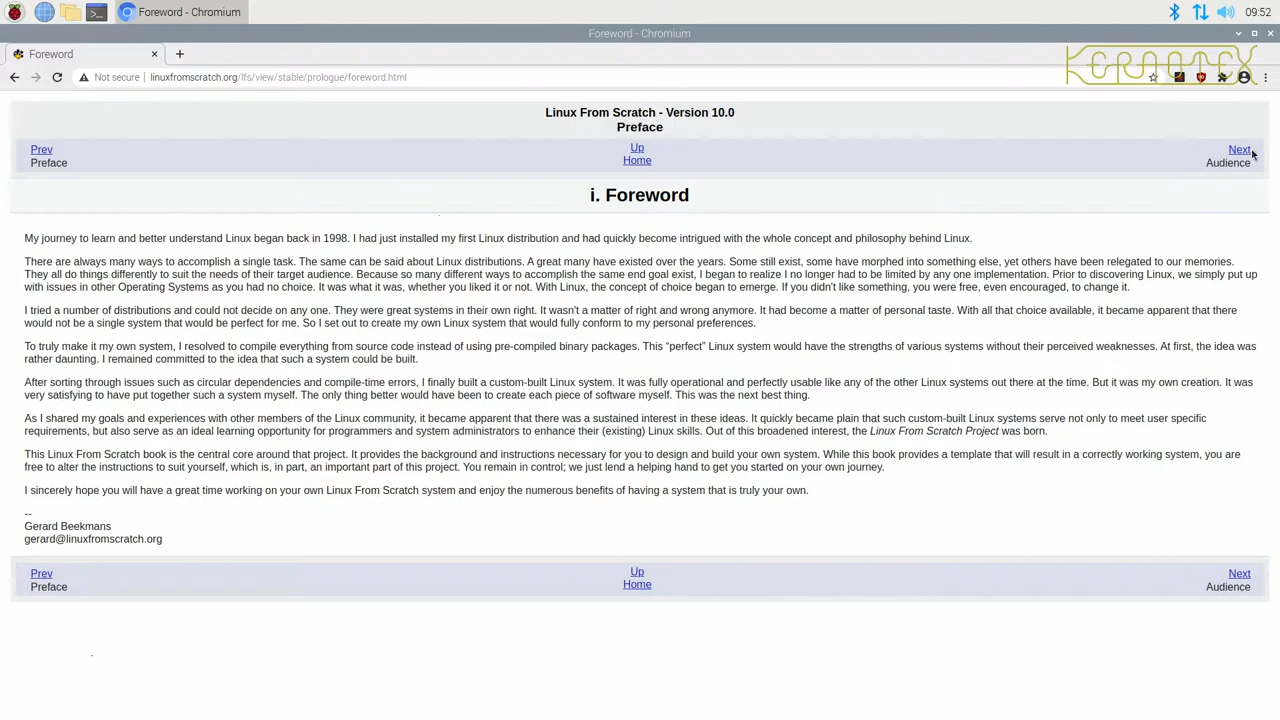 Foreword - Chromium
09:52
Foreword - Chromium
Foreword
KERNOTEX
Not secure
linuxfromscratch.org/lfs/view/stable/prologue/foreword.html
Linux From Scratch - Version 10.0
Preface
Prev
Up
Next
Preface
Home
Audience
i. Foreword
My journey to learn and better understand Linux began back in 1998. I had just installed my first Linux distribution and had quickly become intrigued with the whole concept and philosophy behind Linux.
There are always many ways to accomplish a single task. The same can be said about Linux distributions. A great many have existed over the years. Some still exist, some have morphed into something else, yet others have been relegated to our memories.
They all do things differently to suit the needs of their target audience. Because so many different ways to accomplish the same end goal exist, I began to realize I no longer had to be limited by any one implementation. Prior to discovering Linux, we simply put up
with issues in other Operating Systems as you had no choice. It was what it was, whether you liked it or not. With Linux, the concept of choice began to emerge. If you didn't like something, you were free, even encouraged, to change it.
I tried a number of distributions and could not decide on any one. They were great systems in their own right. It wasn't a matter of right and wrong anymore. It had become a matter of personal taste. With all that choice available, it became apparent that there
would not be a single system that would be perfect for me. So I set out to create my own Linux system that would fully conform to my personal preferences.
To truly make it my own system, I resolved to compile everything from source code instead of using pre-compiled binary packages. This “perfect” Linux system would have the strengths of various systems without their perceived weaknesses. At first, the idea was
rather daunting. I remained committed to the idea that such a system could be built.
After sorting through issues such as circular dependencies and compile-time errors, I finally built a custom-built Linux system. It was fully operational and perfectly usable like any of the other Linux systems out there at the time. But it was my own creation. It was
very satisfying to have put together such a system myself. The only thing better would have been to create each piece of software myself. This was the next best thing.
As I shared my goals and experiences with other members of the Linux community, it became apparent that there was a sustained interest in these ideas. It quickly became plain that such custom-built Linux systems serve not only to meet user specific
requirements, but also serve as an ideal learning opportunity for programmers and system administrators to enhance their (existing) Linux skills. Out of this broadened interest, the Linux From Scratch Project was born.
This Linux From Scratch book is the central core around that project. It provides the background and instructions necessary for you to design and build your own system. While this book provides a template that will result in a correctly working system, you are
free to alter the instructions to suit yourself, which is, in part, an important part of this project. You remain in control; we just lend a helping hand to get you started on your own journey.
I sincerely hope you will have a great time working on your own Linux From Scratch system and enjoy the numerous benefits of having a system that is truly your own.
--
Gerard Beekmans
gerard@linuxfromscratch.org
Prev
Up
Next
Preface
Home
Audience